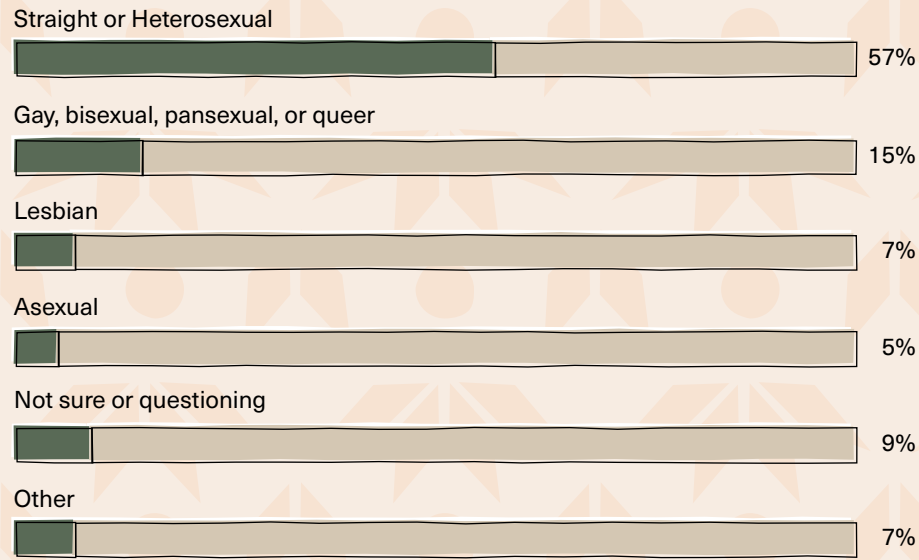 Straight or Heterosexual
57%
Gay, bisexual, pansexual, or queer
15%
Lesbian
7%
Asexual
5%
Not sure or questioning
9%
Other
7%